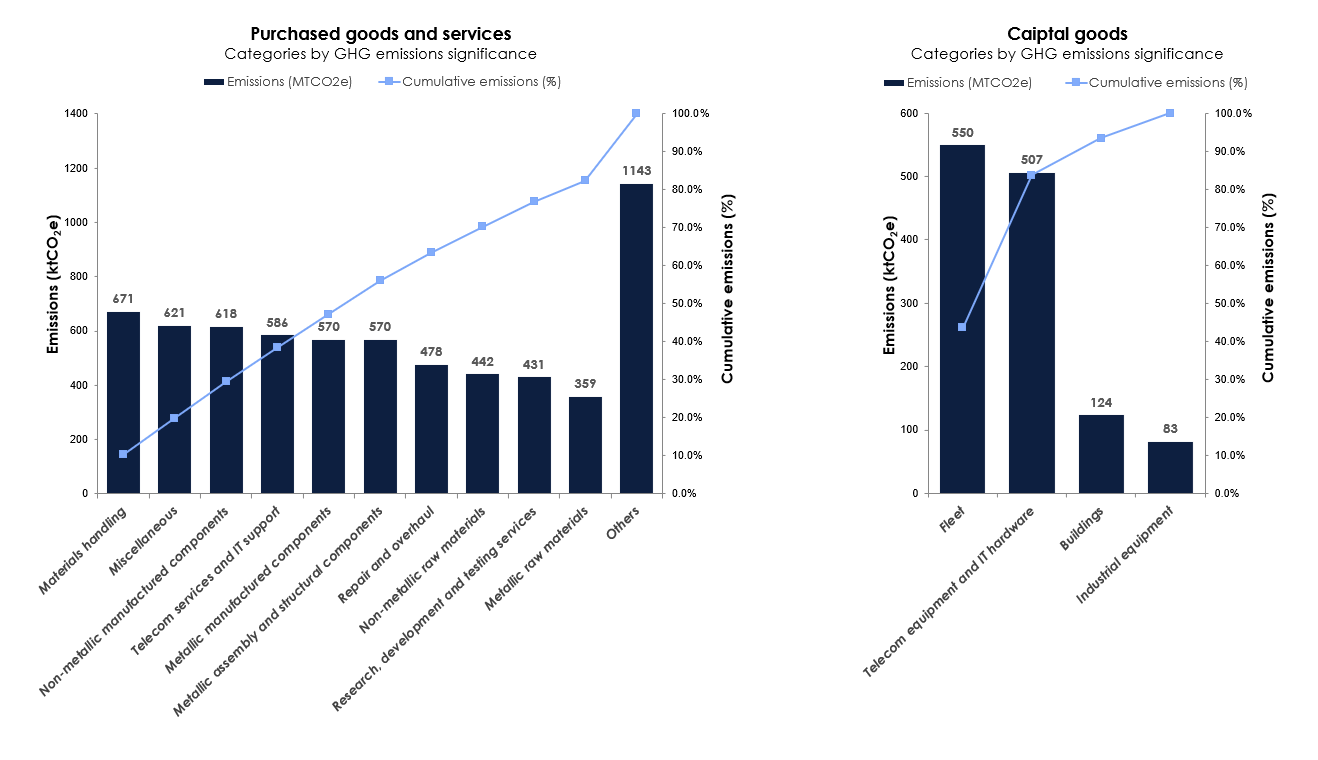 Purchased goods and services
Categories by GHG emissions significance
Emissions (MTCO2e)
Cumulative emissions (%)
Emissions (ktCO₂e)
1400
1200
1000
800
600
400
200
0
671
621
618
586
570
570
478
442
431
359
1143
100.0%
90.0%
80.0%
70.0%
60.0%
50.0%
40.0%
30.0%
20.0%
10.0%
0.0%
Cumulative emissions (%)
Materials handling
Miscellaneous
Non-metallic manufactured components
Telecom services and IT support
Metallic manufactured components
Metallic assembly and structural components
Repair and overhaul
Non-metallic raw materials
Research, development and testing services
Metallic raw materials
Others
Caiptal goods
Categories by GHG emissions significance
Emissions (MTCO2e)
Cumulative emissions (%)
Emissions (ktCO₂e)
600
500
400
300
200
100
0
550
507
124
83
100.0%
90.0%
80.0%
70.0%
60.0%
50.0%
40.0%
30.0%
20.0%
10.0%
0.0%
Cumulative emissions (%)
Fleet
Telecom equipment and IT hardware
Buildings
Industrial equipment